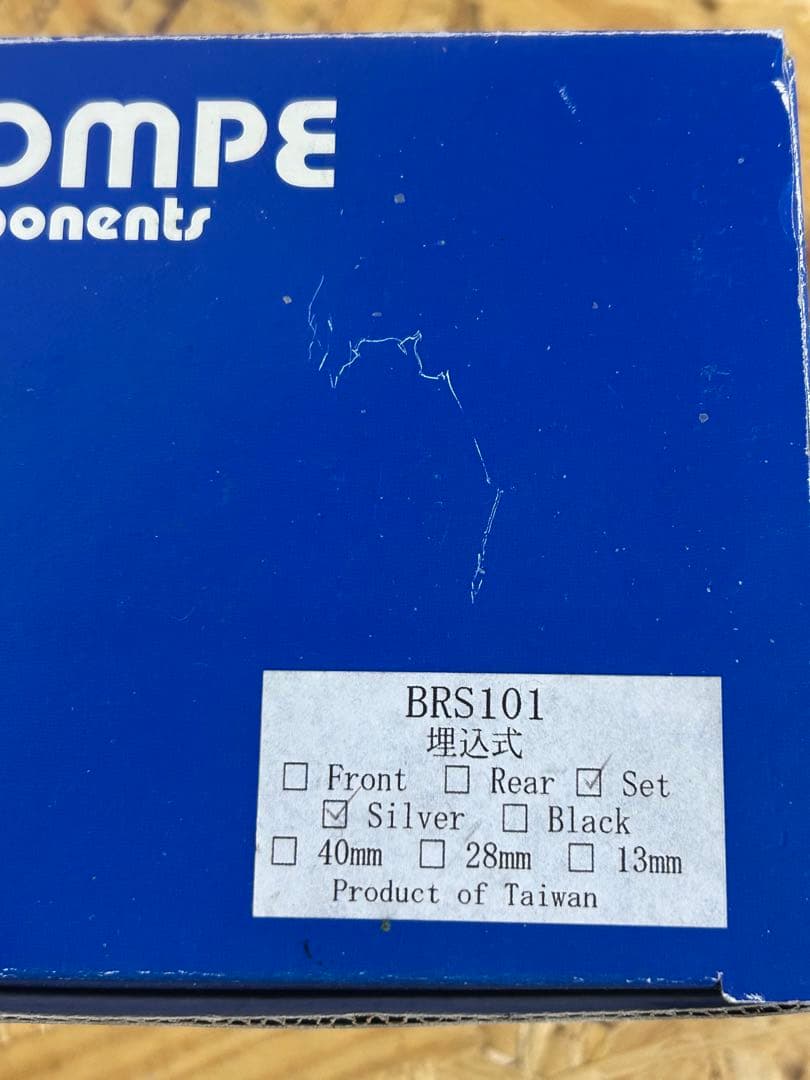 OMPE
ponents
BRS101
埋込式
□ Front □ Rear ☑ Set
☑ Silver □ Black
□ 40mm □ 28mm □ 13mm
Product of Taiwan